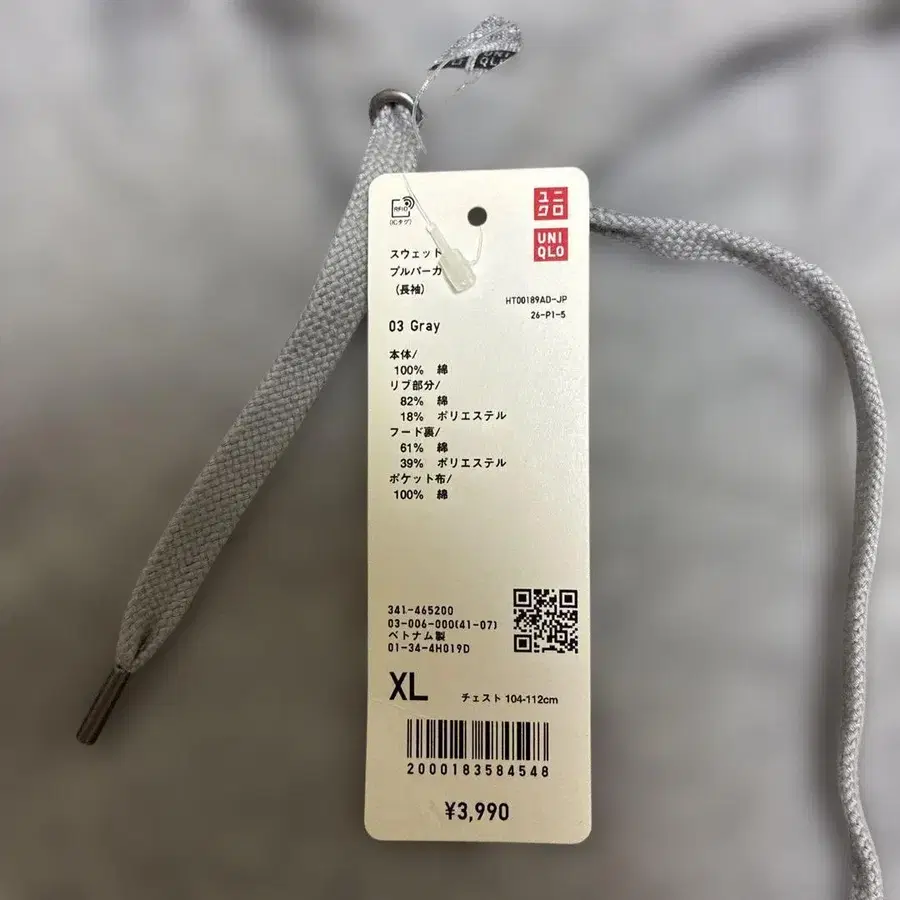 UNI
QLO
RFID
(ICタグ)
ユニ
クロ
UNI
QLO
スウェット
プルパーカ
(長袖)
HT00189AD-JP
26-P1-5
03 Gray
本体/
100% 綿
リブ部分/
82% 綿
18% ポリエステル
フード裏/
61% 綿
39% ポリエステル
ポケット布/
100% 綿
341-465200
03-006-000(41-07)
ベトナム製
01-34-4H019D
XL チェスト 104-112cm
2000183584548
¥3,990